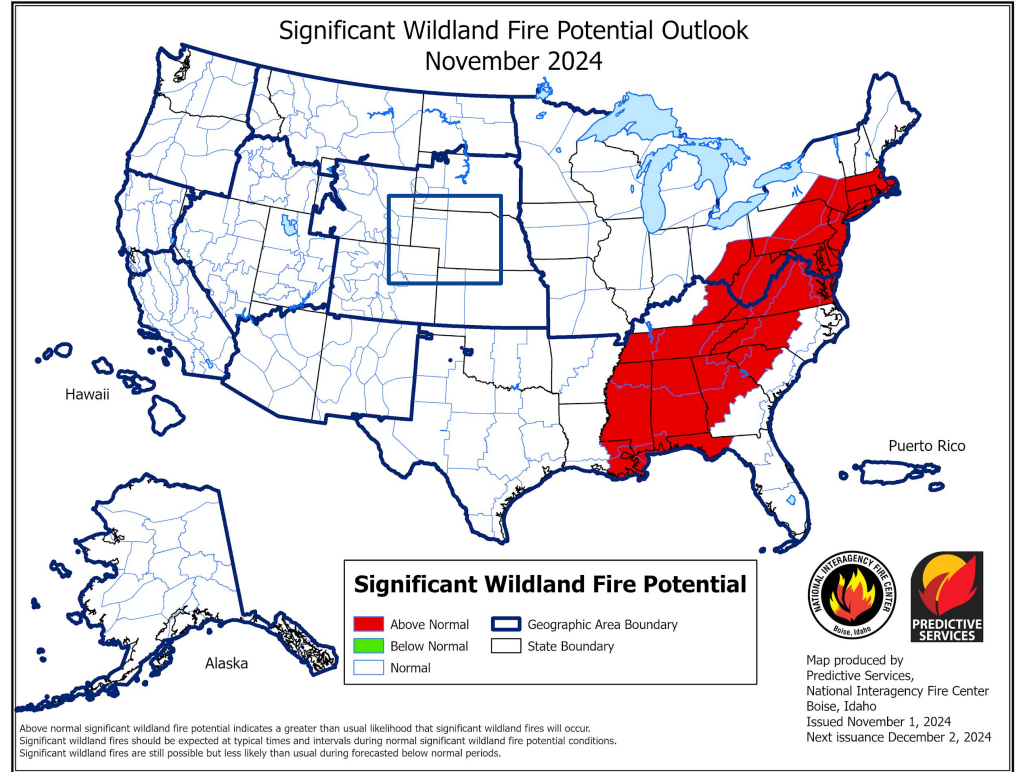 Significant Wildland Fire Potential Outlook
November 2024
Hawaii
Puerto Rico
Alaska
Significant Wildland Fire Potential
Above Normal
Geographic Area Boundary
Below Normal
State Boundary
Normal
NATIONAL INTERAGENCY FIRE CENTER
Boise, Idaho
PREDICTIVE
SERVICES
Map produced by
Predictive Services,
National Interagency Fire Center
Boise, Idaho
Issued November 1, 2024
Next issuance December 2, 2024
Above normal significant wildland fire potential indicates a greater than usual likelihood that significant wildland fires will occur.
Significant wildland fires should be expected at typical times and intervals during normal significant wildland fire potential conditions.
Significant wildland fires are still possible but less likely than usual during forecasted below normal periods.